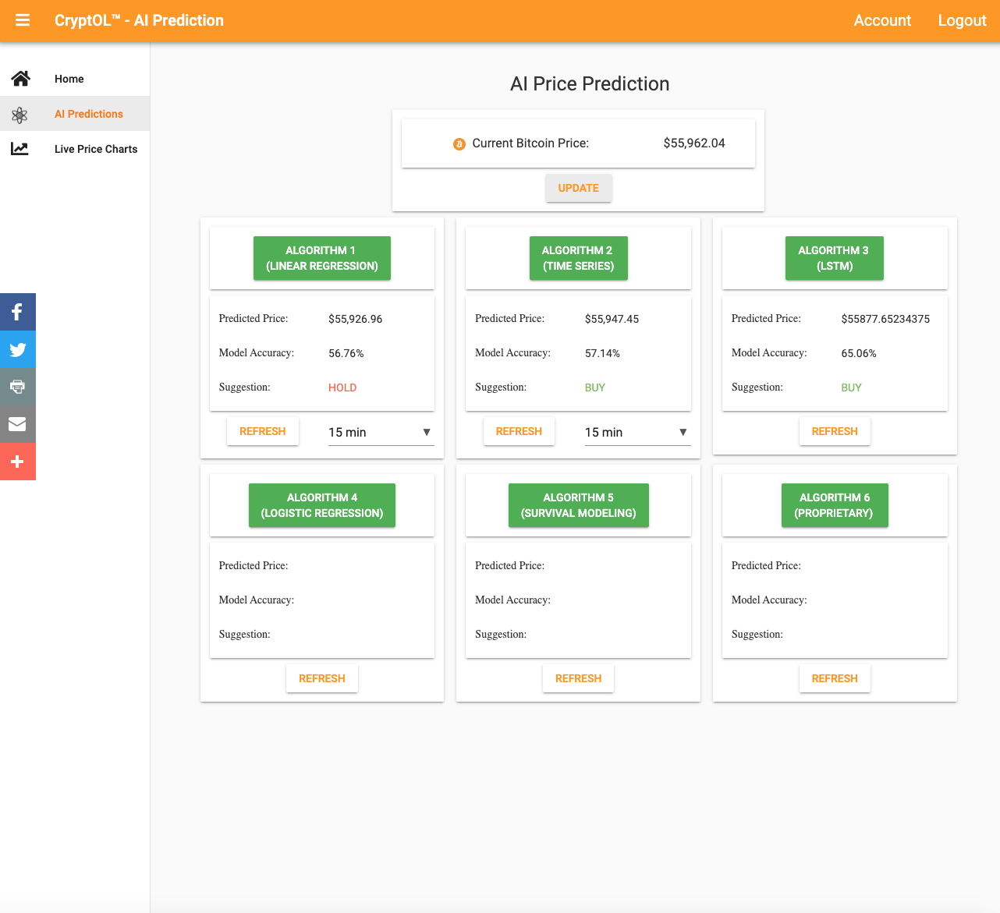 CryptOL™ - AI Prediction
Account
Logout
Home
AI Predictions
Live Price Charts
AI Price Prediction
Current Bitcoin Price: $55,962.04
UPDATE
ALGORITHM 1
(LINEAR REGRESSION)
Predicted Price: $55,926.96
Model Accuracy: 56.76%
Suggestion: HOLD
REFRESH
15 min
ALGORITHM 2
(TIME SERIES)
Predicted Price: $55,947.45
Model Accuracy: 57.14%
Suggestion: BUY
REFRESH
15 min
ALGORITHM 3
(LSTM)
Predicted Price: $55877.65234375
Model Accuracy: 65.06%
Suggestion: BUY
REFRESH
ALGORITHM 4
(LOGISTIC REGRESSION)
Predicted Price:
Model Accuracy:
Suggestion:
REFRESH
ALGORITHM 5
(SURVIVAL MODELING)
Predicted Price:
Model Accuracy:
Suggestion:
REFRESH
ALGORITHM 6
(PROPRIETARY)
Predicted Price:
Model Accuracy:
Suggestion:
REFRESH